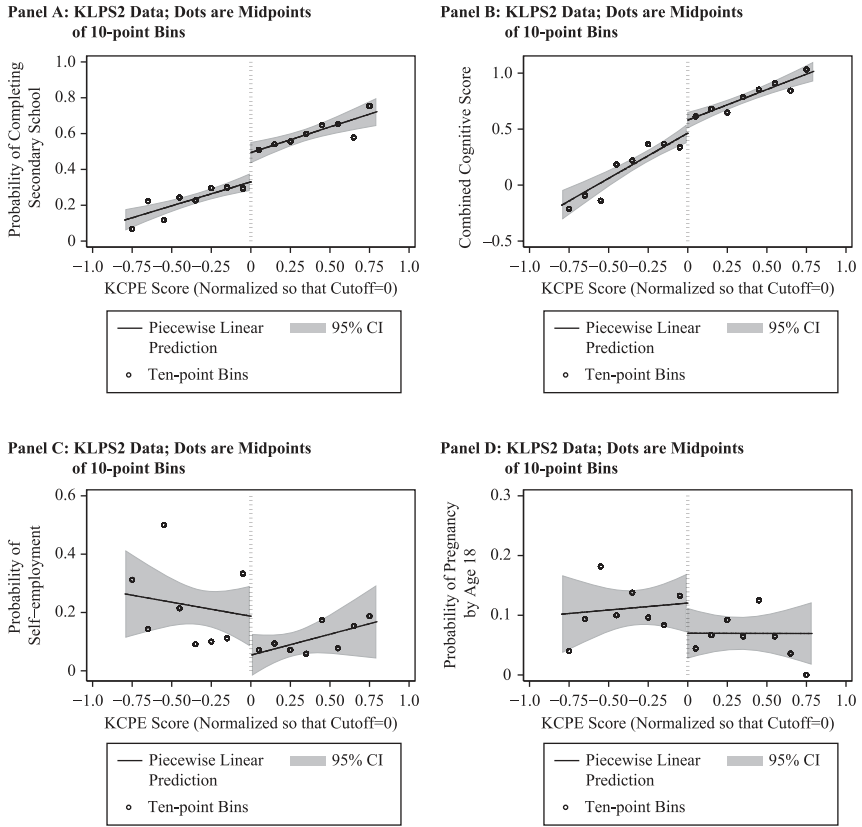 Panel A: KLPS2 Data; Dots are Midpoints
of 10-point Bins
Probability of Completing
Secondary School
1.0
0.8
0.6
0.4
0.2
0
−1.0 −0.75 −0.50 −0.25 0 0.25 0.50 0.75 1.0
KCPE Score (Normalized so that Cutoff=0)
Piecewise Linear
Prediction
95% CI
Ten-point Bins
Panel B: KLPS2 Data; Dots are Midpoints
of 10-point Bins
Combined Cognitive Score
1.0
0.5
0
−0.5
−1.0 −0.75 −0.50 −0.25 0 0.25 0.50 0.75 1.0
KCPE Score (Normalized so that Cutoff=0)
Piecewise Linear
Prediction
95% CI
Ten-point Bins
Panel C: KLPS2 Data; Dots are Midpoints
of 10-point Bins
Probability of
Self−employment
0.6
0.4
0.2
0
−1.0 −0.75 −0.50 −0.25 0 0.25 0.50 0.75 1.0
KCPE Score (Normalized so that Cutoff=0)
Piecewise Linear
Prediction
95% CI
Ten-point Bins
Panel D: KLPS2 Data; Dots are Midpoints
of 10-point Bins
Probability of Pregnancy
by Age 18
0.3
0.2
0.1
0
−1.0 −0.75 −0.50 −0.25 0 0.25 0.50 0.75 1.0
KCPE Score (Normalized so that Cutoff=0)
Piecewise Linear
Prediction
95% CI
Ten-point Bins